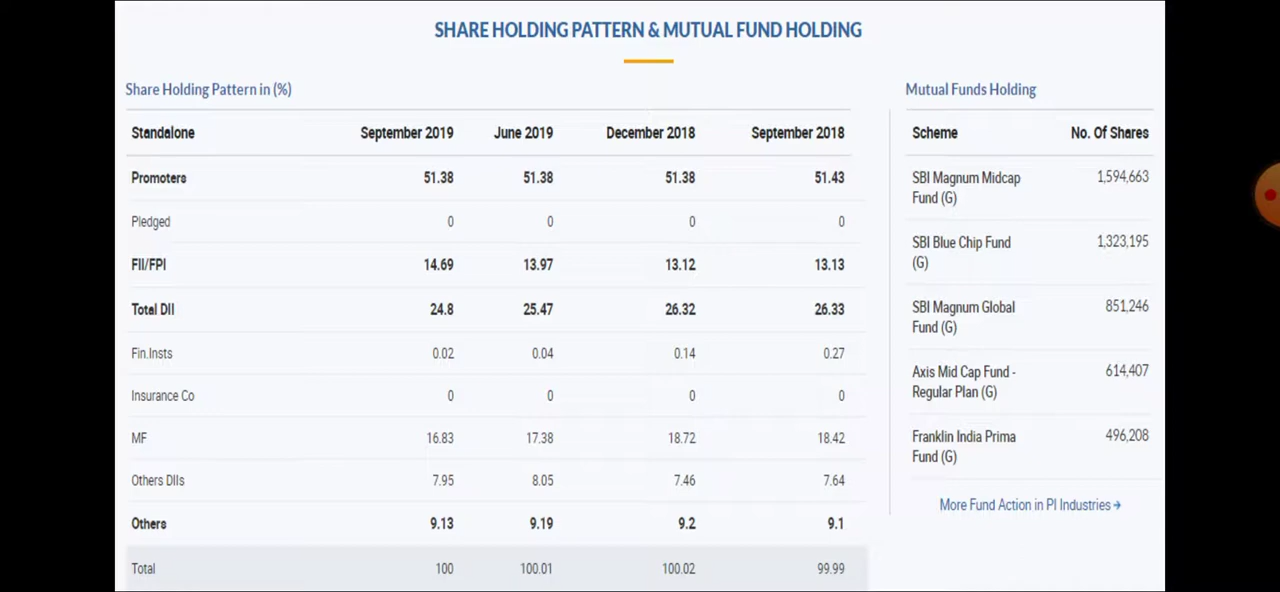 SHARE HOLDING PATTERN & MUTUAL FUND HOLDING
Share Holding Pattern in (%)
Standalone September 2019 June 2019 December 2018 September 2018
Promoters 51.38 51.38 51.38 51.43
Pledged 0 0 0 0
FII/FPI 14.69 13.97 13.12 13.13
Total DII 24.8 25.47 26.32 26.33
Fin.Insts 0.02 0.04 0.14 0.27
Insurance Co 0 0 0 0
MF 16.83 17.38 18.72 18.42
Others DIIs 7.95 8.05 7.46 7.64
Others 9.13 9.19 9.2 9.1
Total 100 100.01 100.02 99.99
Mutual Funds Holding
Scheme No. Of Shares
SBI Magnum Midcap 1,594,663
Fund (G)
SBI Blue Chip Fund 1,323,195
(G)
SBI Magnum Global 851,246
Fund (G)
Axis Mid Cap Fund - 614,407
Regular Plan (G)
Franklin India Prima 496,208
Fund (G)
More Fund Action in PI Industries →